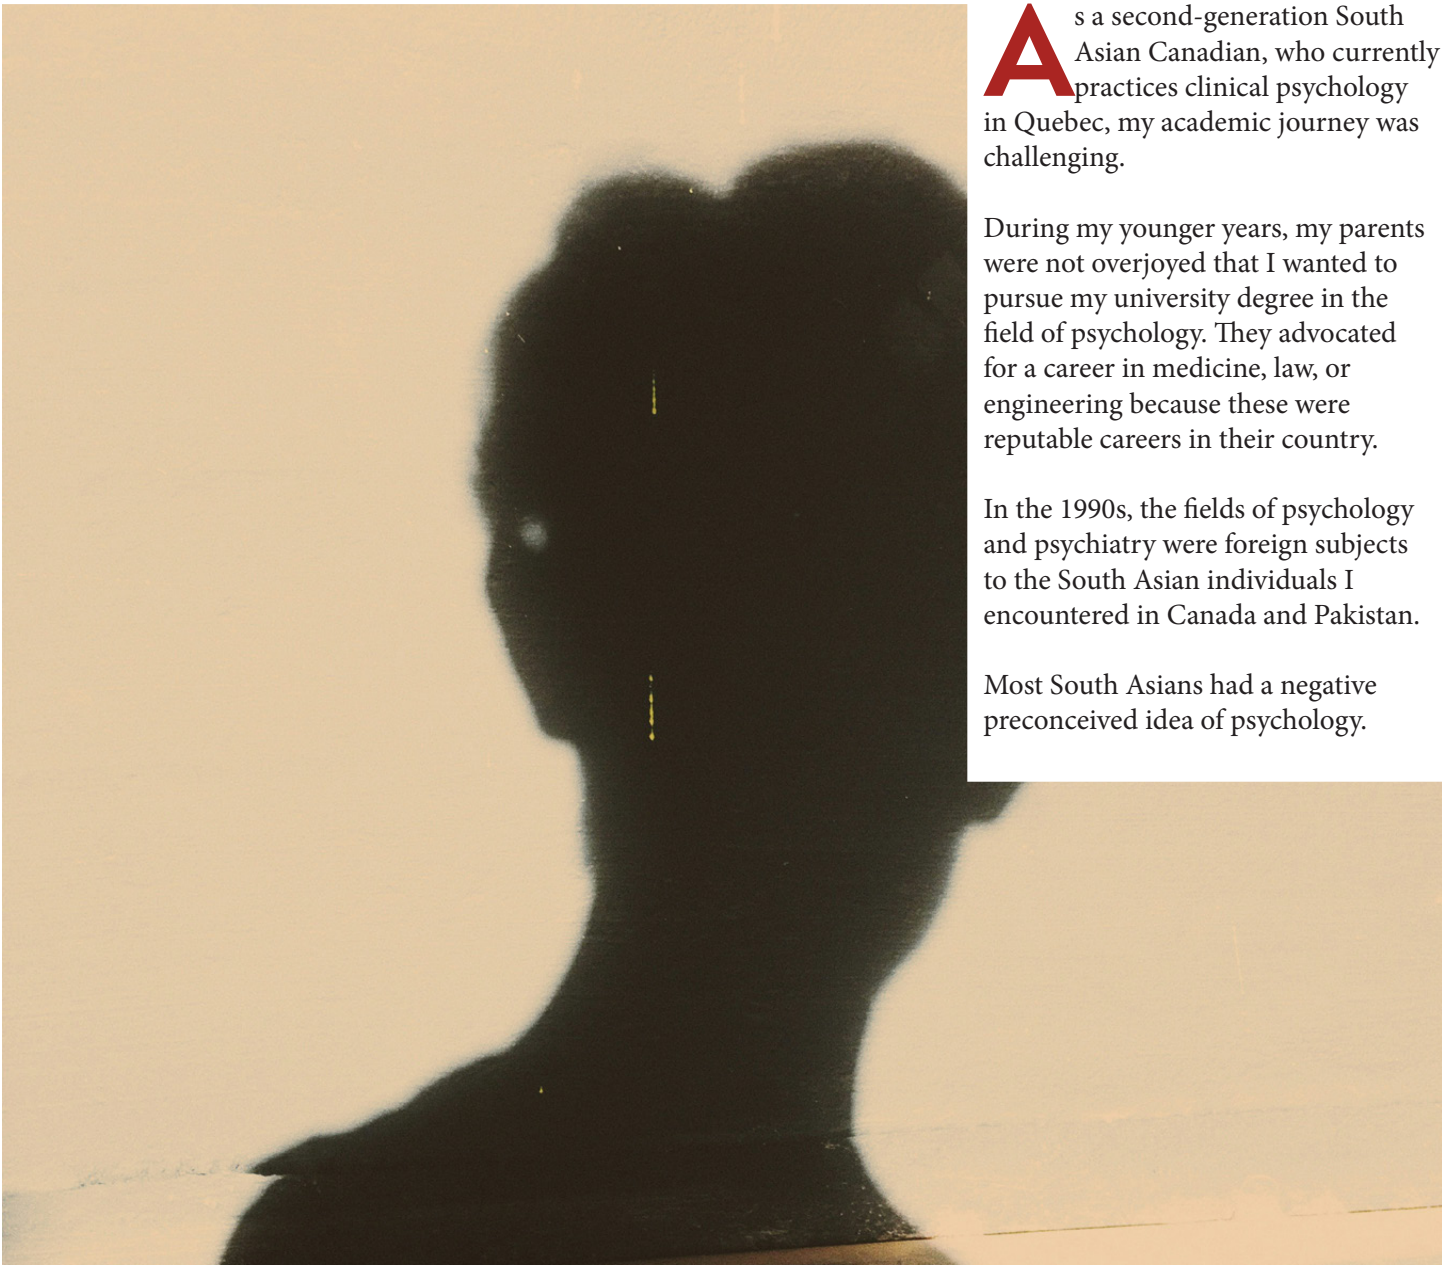 As a second-generation South
Asian Canadian, who currently
practices clinical psychology
in Quebec, my academic journey was
challenging.
During my younger years, my parents
were not overjoyed that I wanted to
pursue my university degree in the
field of psychology. They advocated
for a career in medicine, law, or
engineering because these were
reputable careers in their country.
In the 1990s, the fields of psychology
and psychiatry were foreign subjects
to the South Asian individuals I
encountered in Canada and Pakistan.
Most South Asians had a negative
preconceived idea of psychology.